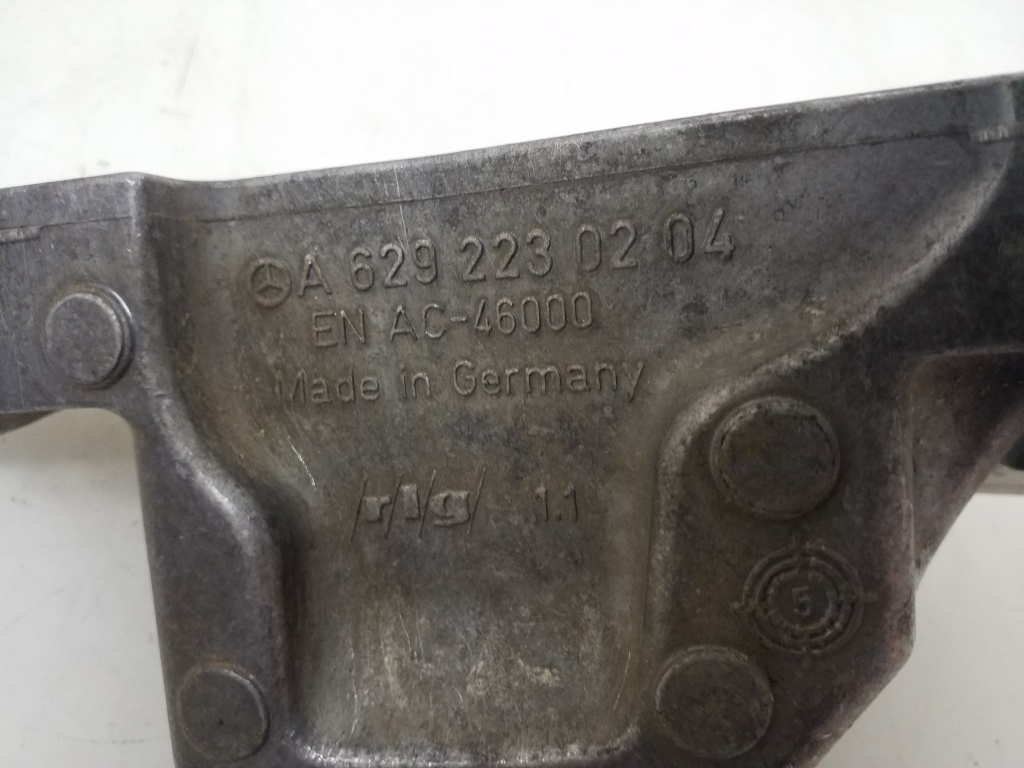 A 629 223 02 04
EN AC-46000
Made in Germany
/r/l/g/ 1.1
5